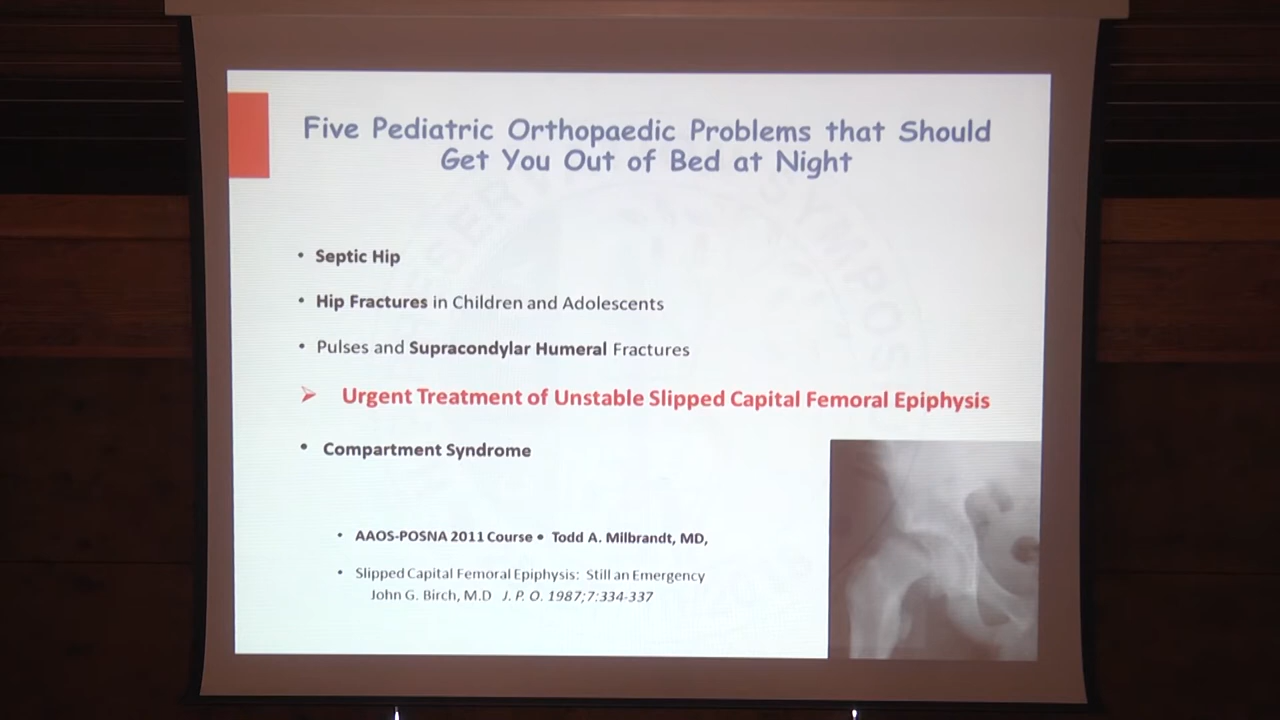 Five Pediatric Orthopaedic Problems that Should
Get You Out of Bed at Night
• Septic Hip
• Hip Fractures in Children and Adolescents
• Pulses and Supracondylar Humeral Fractures
➢ Urgent Treatment of Unstable Slipped Capital Femoral Epiphysis
• Compartment Syndrome
• AAOS-POSNA 2011 Course • Todd A. Milbrandt, MD,
• Slipped Capital Femoral Epiphysis: Still an Emergency
John G. Birch, M.D J. P. O. 1987;7:334-337